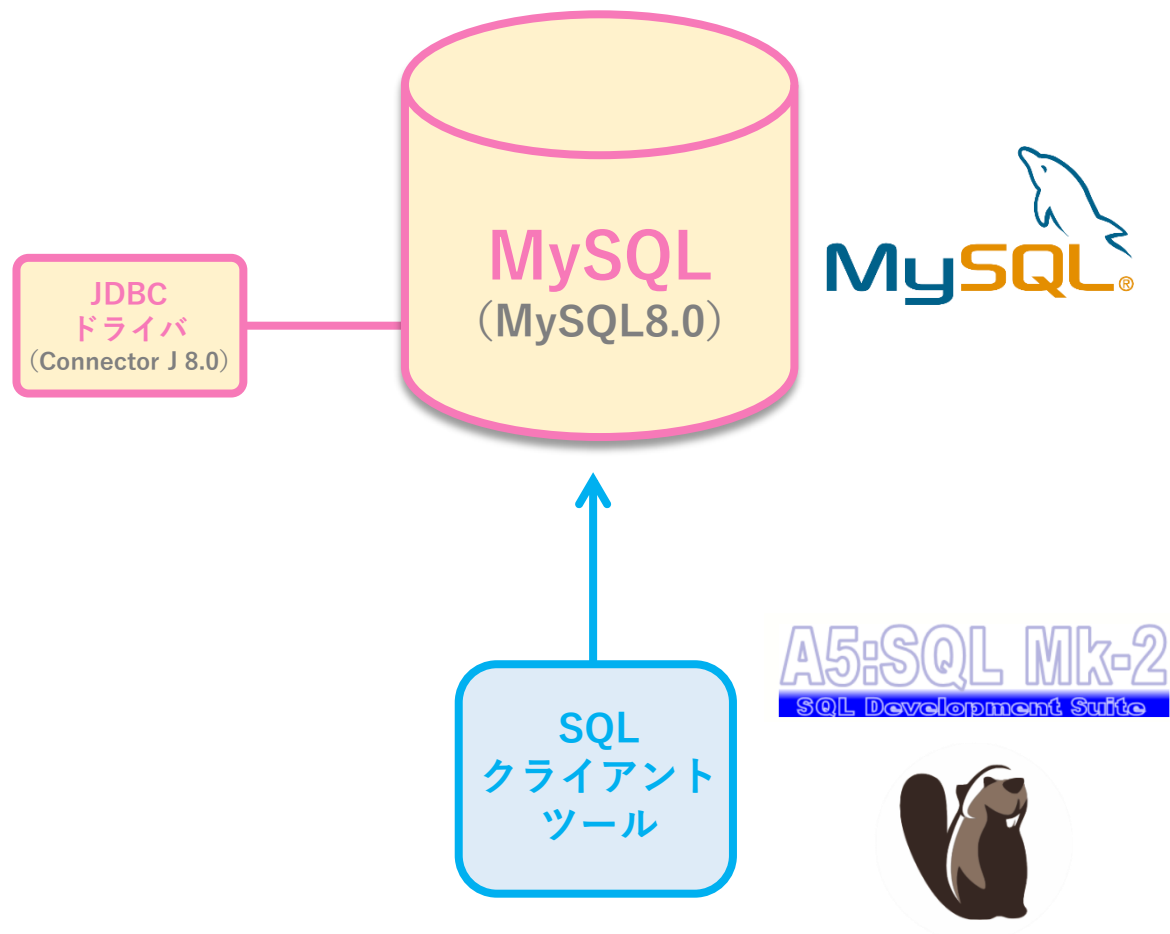 MySQL
（MySQL8.0）
MySQL®
JDBC
ドライバ
（Connector J 8.0）
A5:SQL Mk-2
SQL Development Suite
SQL
クライアント
ツール